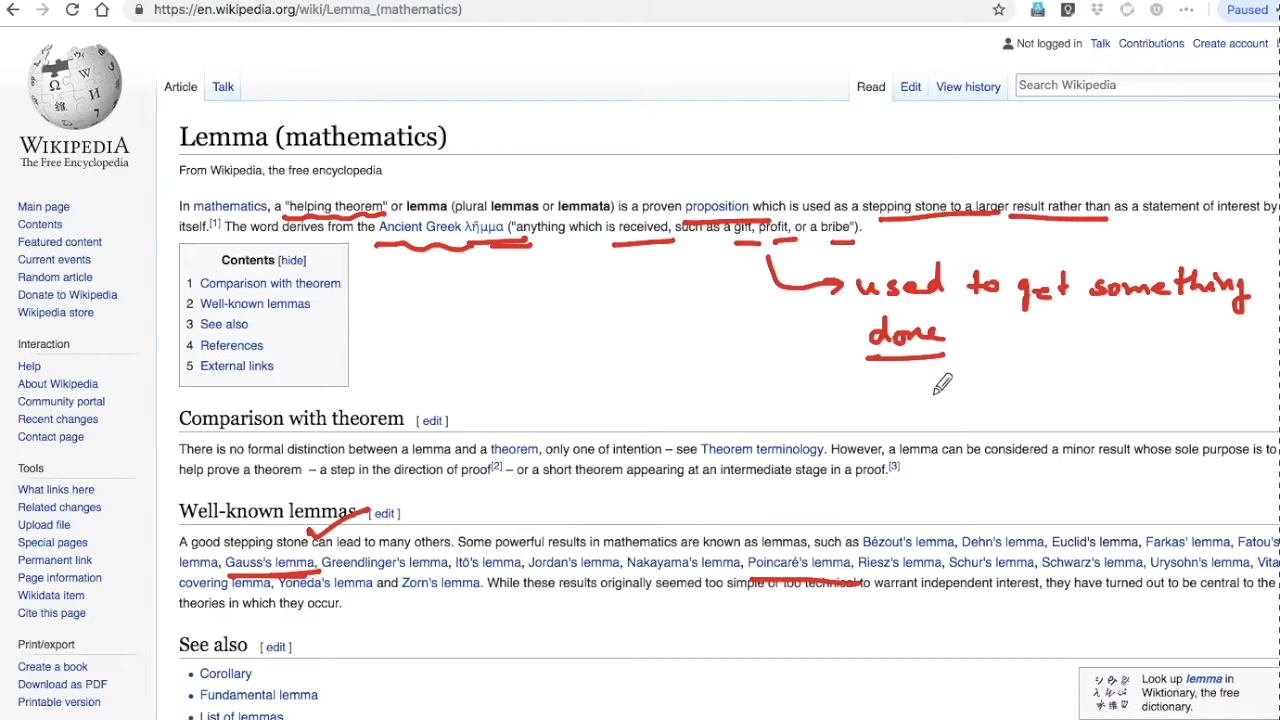 https://en.wikipedia.org/wiki/Lemma_(mathematics)
Paused
Not logged in Talk Contributions Create account
Article Talk
Read Edit View history
Search Wikipedia
WIKIPEDIA
The Free Encyclopedia
Main page
Contents
Featured content
Current events
Random article
Donate to Wikipedia
Wikipedia store
Interaction
Help
About Wikipedia
Community portal
Recent changes
Contact page
Tools
What links here
Related changes
Upload file
Special pages
Permanent link
Page information
Wikidata item
Cite this page
Print/export
Create a book
Download as PDF
Printable version
Lemma (mathematics)
From Wikipedia, the free encyclopedia
In mathematics, a "helping theorem" or lemma (plural lemmas or lemmata) is a proven proposition which is used as a stepping stone to a larger result rather than as a statement of interest by
itself.[1] The word derives from the Ancient Greek λῆμμα ("anything which is received, such as a gift, profit, or a bribe").
used to get something
done
Contents [hide]
1 Comparison with theorem
2 Well-known lemmas
3 See also
4 References
5 External links
Comparison with theorem [ edit ]
There is no formal distinction between a lemma and a theorem, only one of intention – see Theorem terminology. However, a lemma can be considered a minor result whose sole purpose is to
help prove a theorem – a step in the direction of proof[2] – or a short theorem appearing at an intermediate stage in a proof.[3]
Well-known lemmas [ edit ]
A good stepping stone can lead to many others. Some powerful results in mathematics are known as lemmas, such as Bézout's lemma, Dehn's lemma, Euclid's lemma, Farkas' lemma, Fatou's
lemma, Gauss's lemma, Greendlinger's lemma, Itô's lemma, Jordan's lemma, Nakayama's lemma, Poincaré's lemma, Riesz's lemma, Schur's lemma, Schwarz's lemma, Urysohn's lemma, Vita
covering lemma, Yoneda's lemma and Zorn's lemma. While these results originally seemed too simple or too technical to warrant independent interest, they have turned out to be central to the
theories in which they occur.
See also [ edit ]
Corollary
Fundamental lemma
List of lemmas
Look up lemma in
Wiktionary, the free
dictionary.